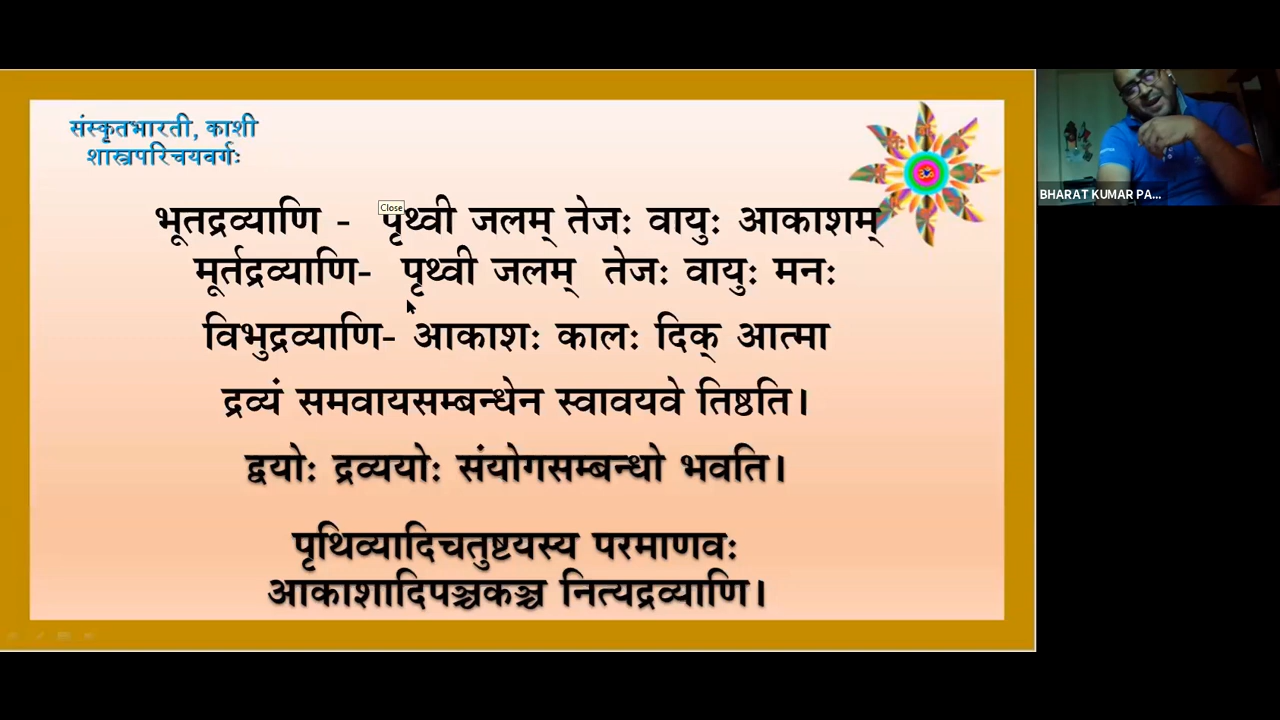 संस्कृतभारती, काशी
शास्त्रपरिचयवर्गः
भूतद्रव्याणि - पृथ्वी जलम् तेजः वायुः आकाशम्
Close
मूर्तद्रव्याणि- पृथ्वी जलम् तेजः वायुः मनः
विभुद्रव्याणि- आकाशः कालः दिक् आत्मा
द्रव्यं समवायसम्बन्धेन स्वावयवे तिष्ठति।
द्वयोः द्रव्ययोः संयोगसम्बन्धो भवति।
पृथिव्यादिचतुष्टयस्य परमाणवः
आकाशादिपञ्चकञ्च नित्यद्रव्याणि।
BHARAT KUMAR PA...